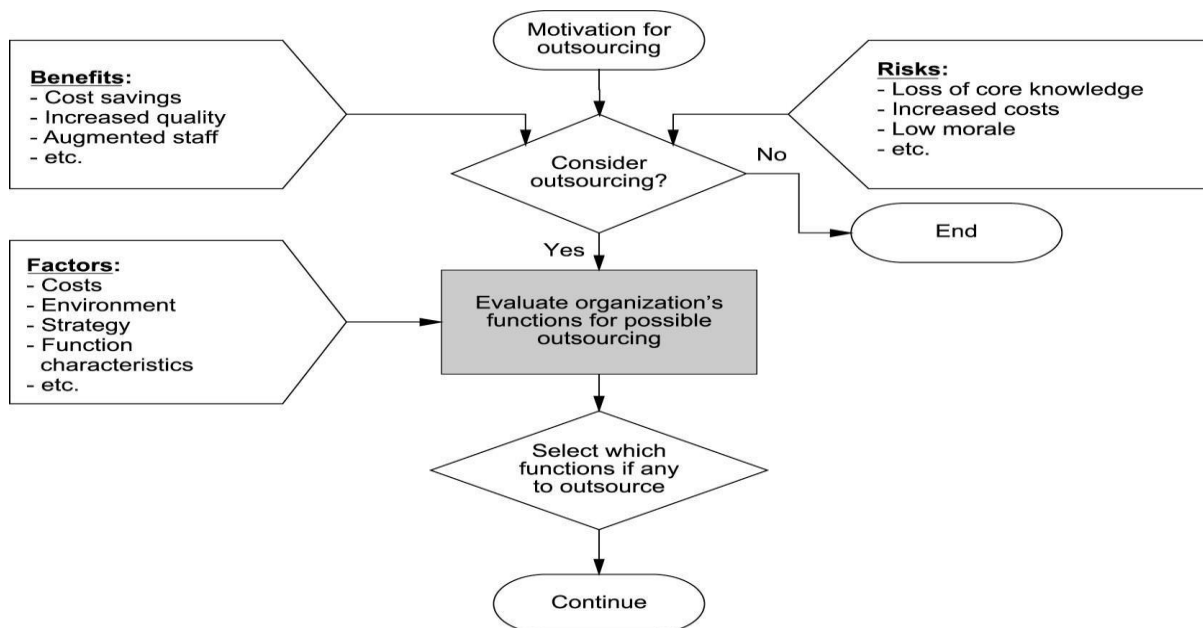 Motivation for
outsourcing
Benefits:
- Cost savings
- Increased quality
- Augmented staff
- etc.
Risks:
- Loss of core knowledge
- Increased costs
- Low morale
- etc.
Consider
outsourcing?
No
End
Yes
Factors:
- Costs
- Environment
- Strategy
- Function
characteristics
- etc.
Evaluate organization's
functions for possible
outsourcing
Select which
functions if any
to outsource
Continue